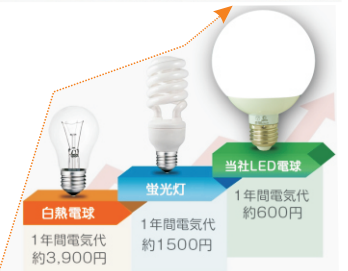 白熱電球
1年間電気代
約3,900円
蛍光灯
1年間電気代
約1500円
当社LED電球
1年間電気代
約600円